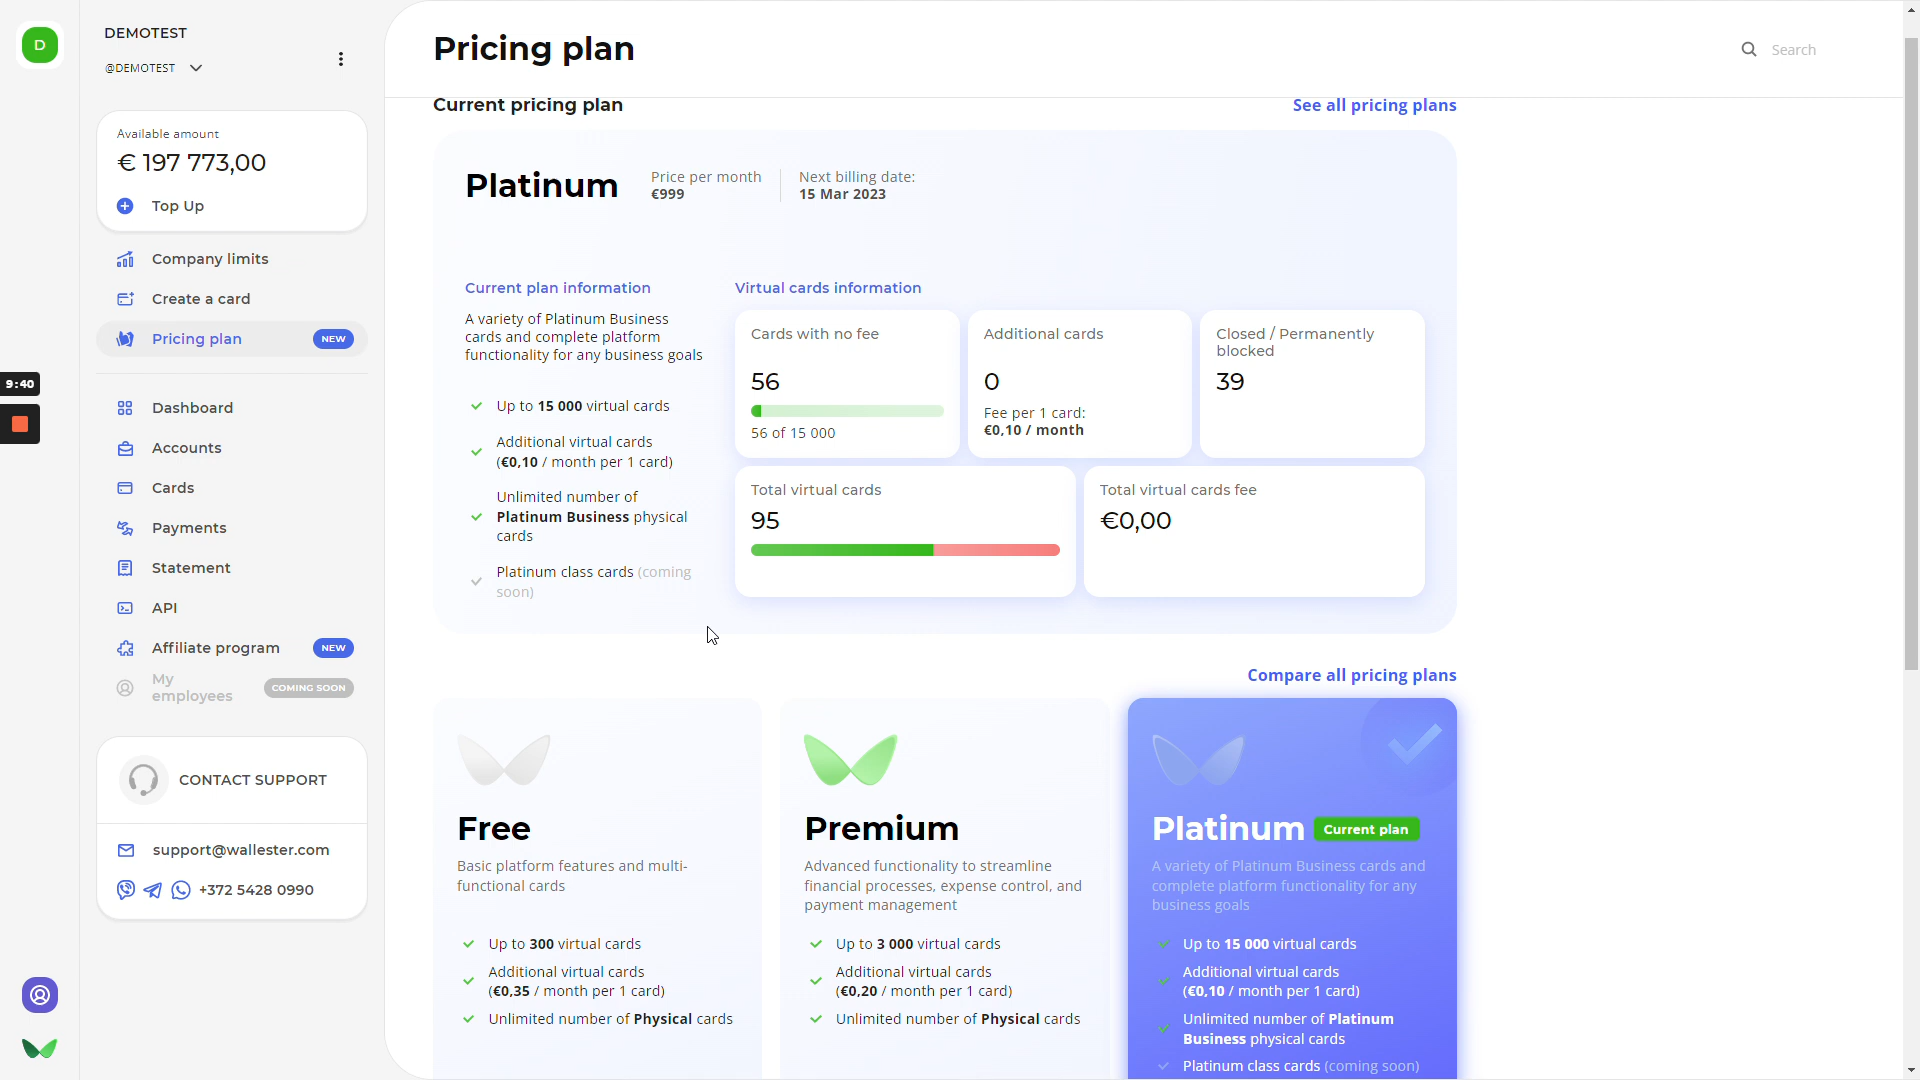 D
DEMOTEST
@DEMOTEST
Available amount
€ 197 773,00
Top Up
Company limits
Create a card
Pricing plan
NEW
9:40
Dashboard
Accounts
Cards
Payments
Statement
API
Affiliate program
NEW
My
employees
COMING SOON
CONTACT SUPPORT
support@wallester.com
+372 5428 0990
Pricing plan
Search
Current pricing plan
See all pricing plans
Platinum
Price per month
€999
Next billing date:
15 Mar 2023
Current plan information
A variety of Platinum Business
cards and complete platform
functionality for any business goals
Up to 15 000 virtual cards
Additional virtual cards
(€0,10 / month per 1 card)
Unlimited number of
Platinum Business physical
cards
Platinum class cards (coming
soon)
Virtual cards information
Cards with no fee
56
56 of 15 000
Additional cards
0
Fee per 1 card:
€0,10 / month
Closed / Permanently
blocked
39
Total virtual cards
95
Total virtual cards fee
€0,00
Compare all pricing plans
Free
Basic platform features and multi-
functional cards
Up to 300 virtual cards
Additional virtual cards
(€0,35 / month per 1 card)
Unlimited number of Physical cards
Premium
Advanced functionality to streamline
financial processes, expense control, and
payment management
Up to 3 000 virtual cards
Additional virtual cards
(€0,20 / month per 1 card)
Unlimited number of Physical cards
Platinum
Current plan
A variety of Platinum Business cards and
complete platform functionality for any
business goals
Up to 15 000 virtual cards
Additional virtual cards
(€0,10 / month per 1 card)
Unlimited number of Platinum
Business physical cards
Platinum class cards (coming soon)